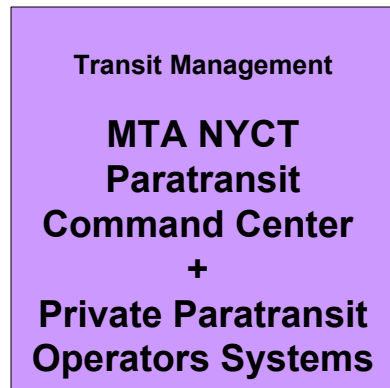 Transit Management
MTA NYCT
Paratransit
Command Center
+
Private Paratransit
Operators Systems